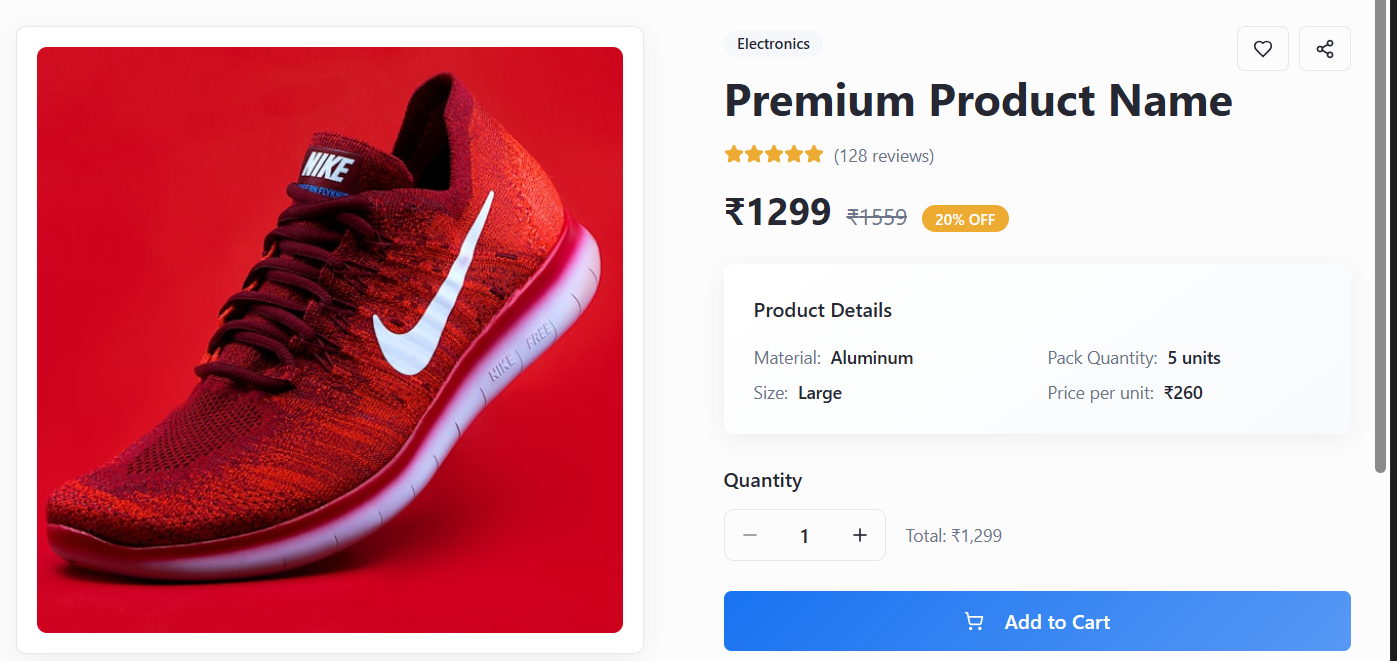 NIKE
NIKE FREE
Electronics
Premium Product Name
(128 reviews)
₹1299 ₹1559 20% OFF
Product Details
Material: Aluminum Pack Quantity: 5 units
Size: Large Price per unit: ₹260
Quantity
1 Total: ₹1,299
Add to Cart